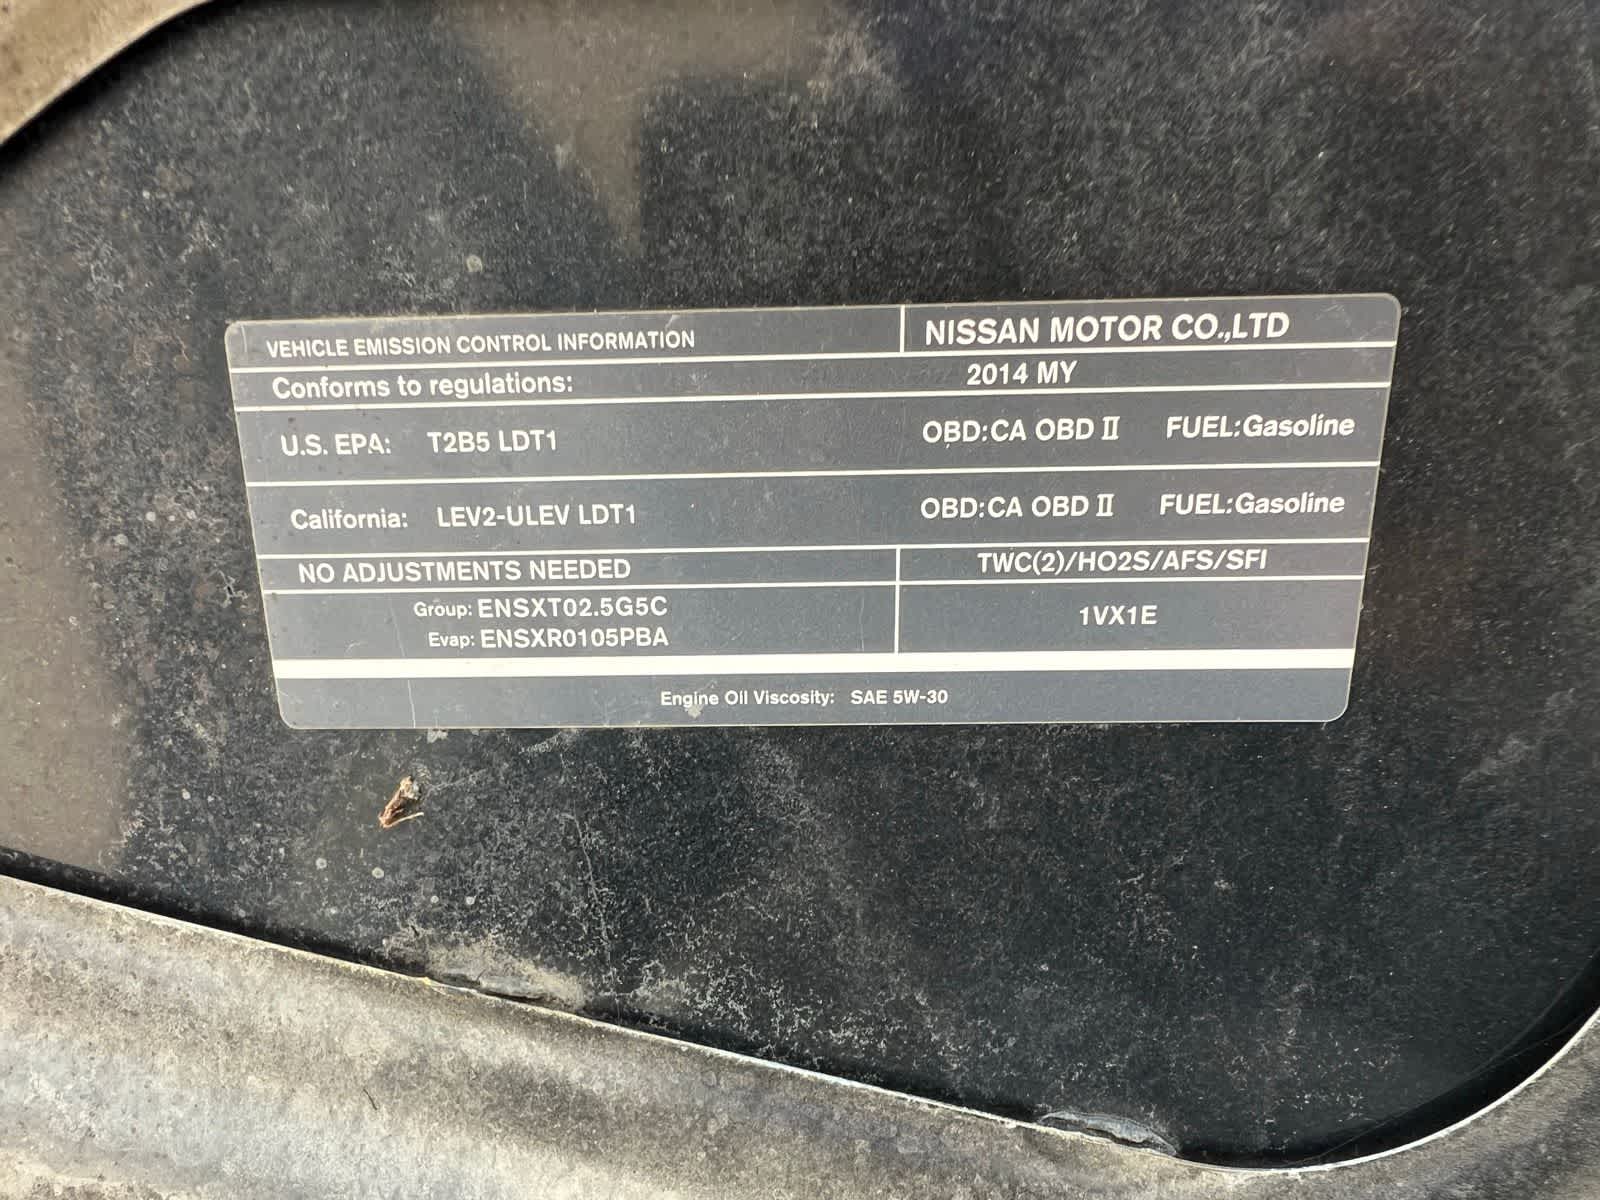 VEHICLE EMISSION CONTROL INFORMATION NISSAN MOTOR CO.,LTD
Conforms to regulations: 2014 MY
U.S. EPA: T2B5 LDT1 OBD:CA OBD II FUEL:Gasoline
California: LEV2-ULEV LDT1 OBD:CA OBD II FUEL:Gasoline
NO ADJUSTMENTS NEEDED TWC(2)/HO2S/AFS/SFI
Group: ENSXT02.5G5C
Evap: ENSXR0105PBA
1VX1E
Engine Oil Viscosity: SAE 5W-30